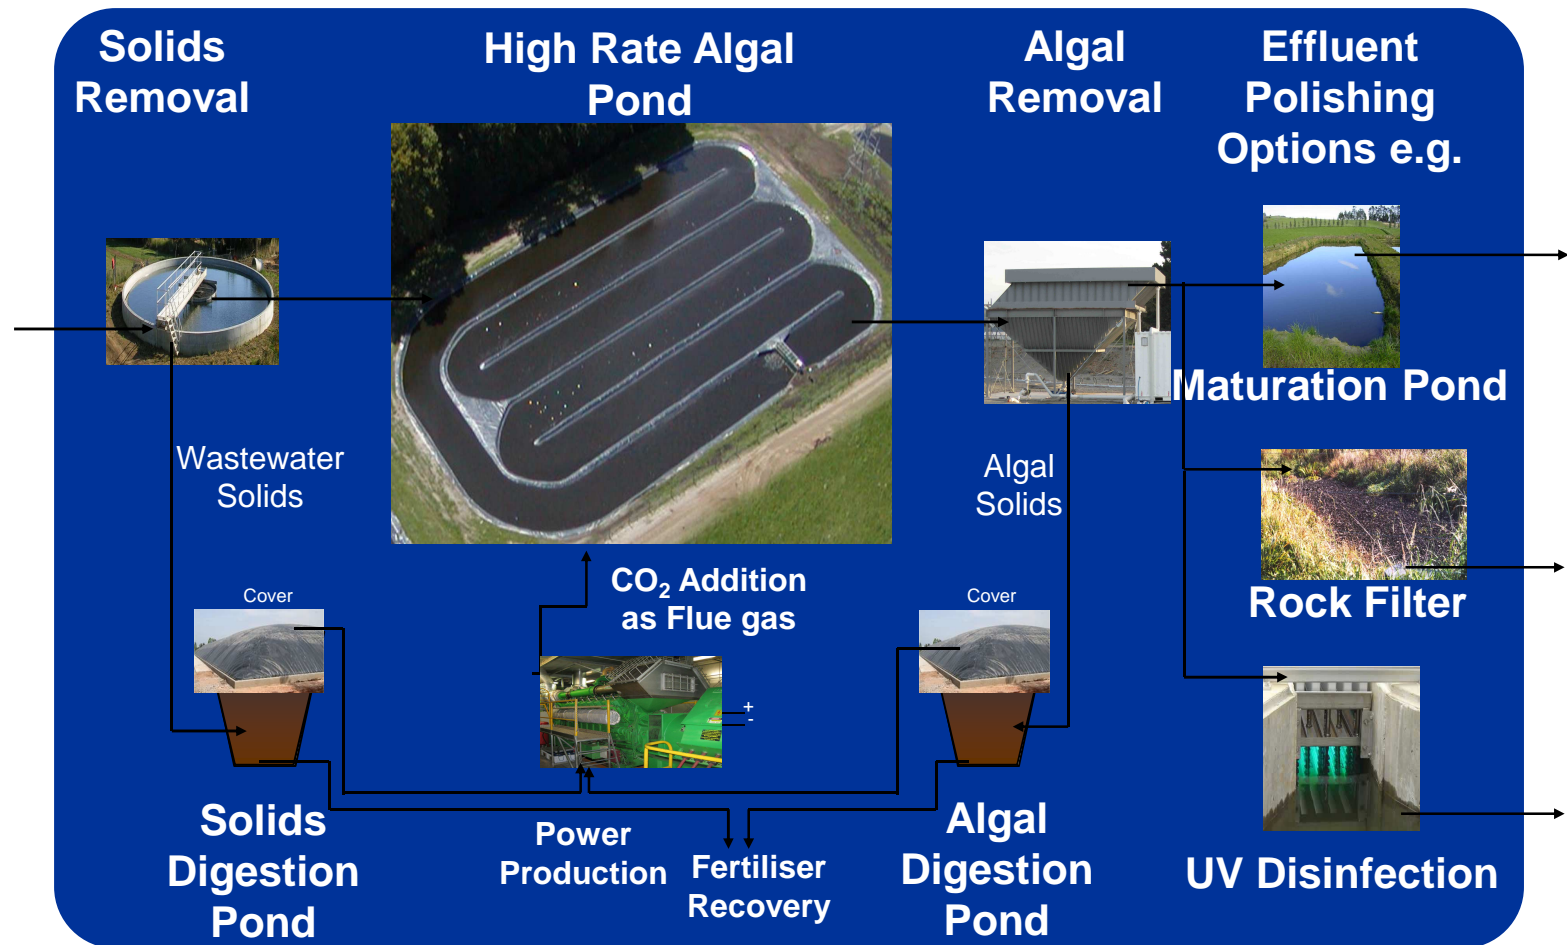 Solids
Removal
High Rate Algal
Pond
Algal
Removal
Effluent
Polishing
Options e.g.
Maturation Pond
Wastewater
Solids
Algal
Solids
Cover
CO₂ Addition
as Flue gas
Cover
Rock Filter
+
-
Solids
Digestion
Pond
Power
Production
Fertiliser
Recovery
Algal
Digestion
Pond
UV Disinfection